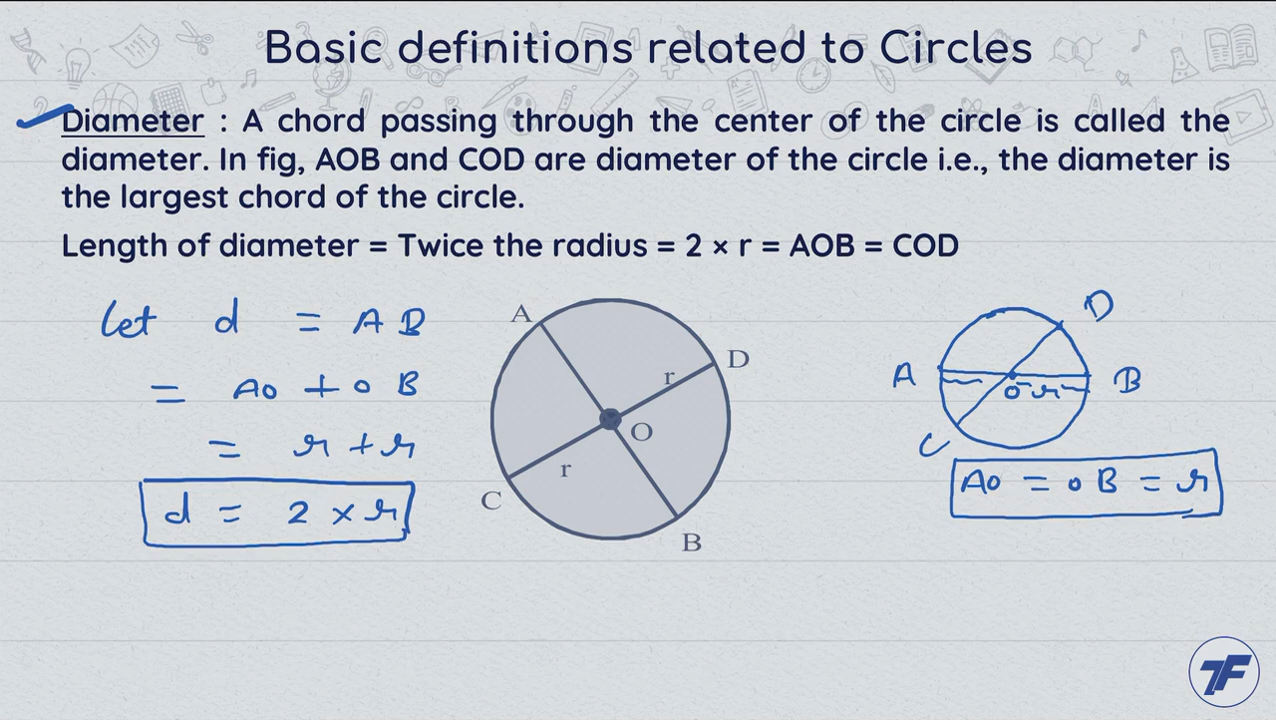 Basic definitions related to Circles
Diameter : A chord passing through the center of the circle is called the
diameter. In fig, AOB and COD are diameter of the circle i.e., the diameter is
the largest chord of the circle.
Length of diameter = Twice the radius = 2 × r = AOB = COD
Let d = AB
= AO + OB
= r + r
d = 2 × r
A
D
r
O
r
C
B
D
A
O r
B
C
AO = OB = r
7F